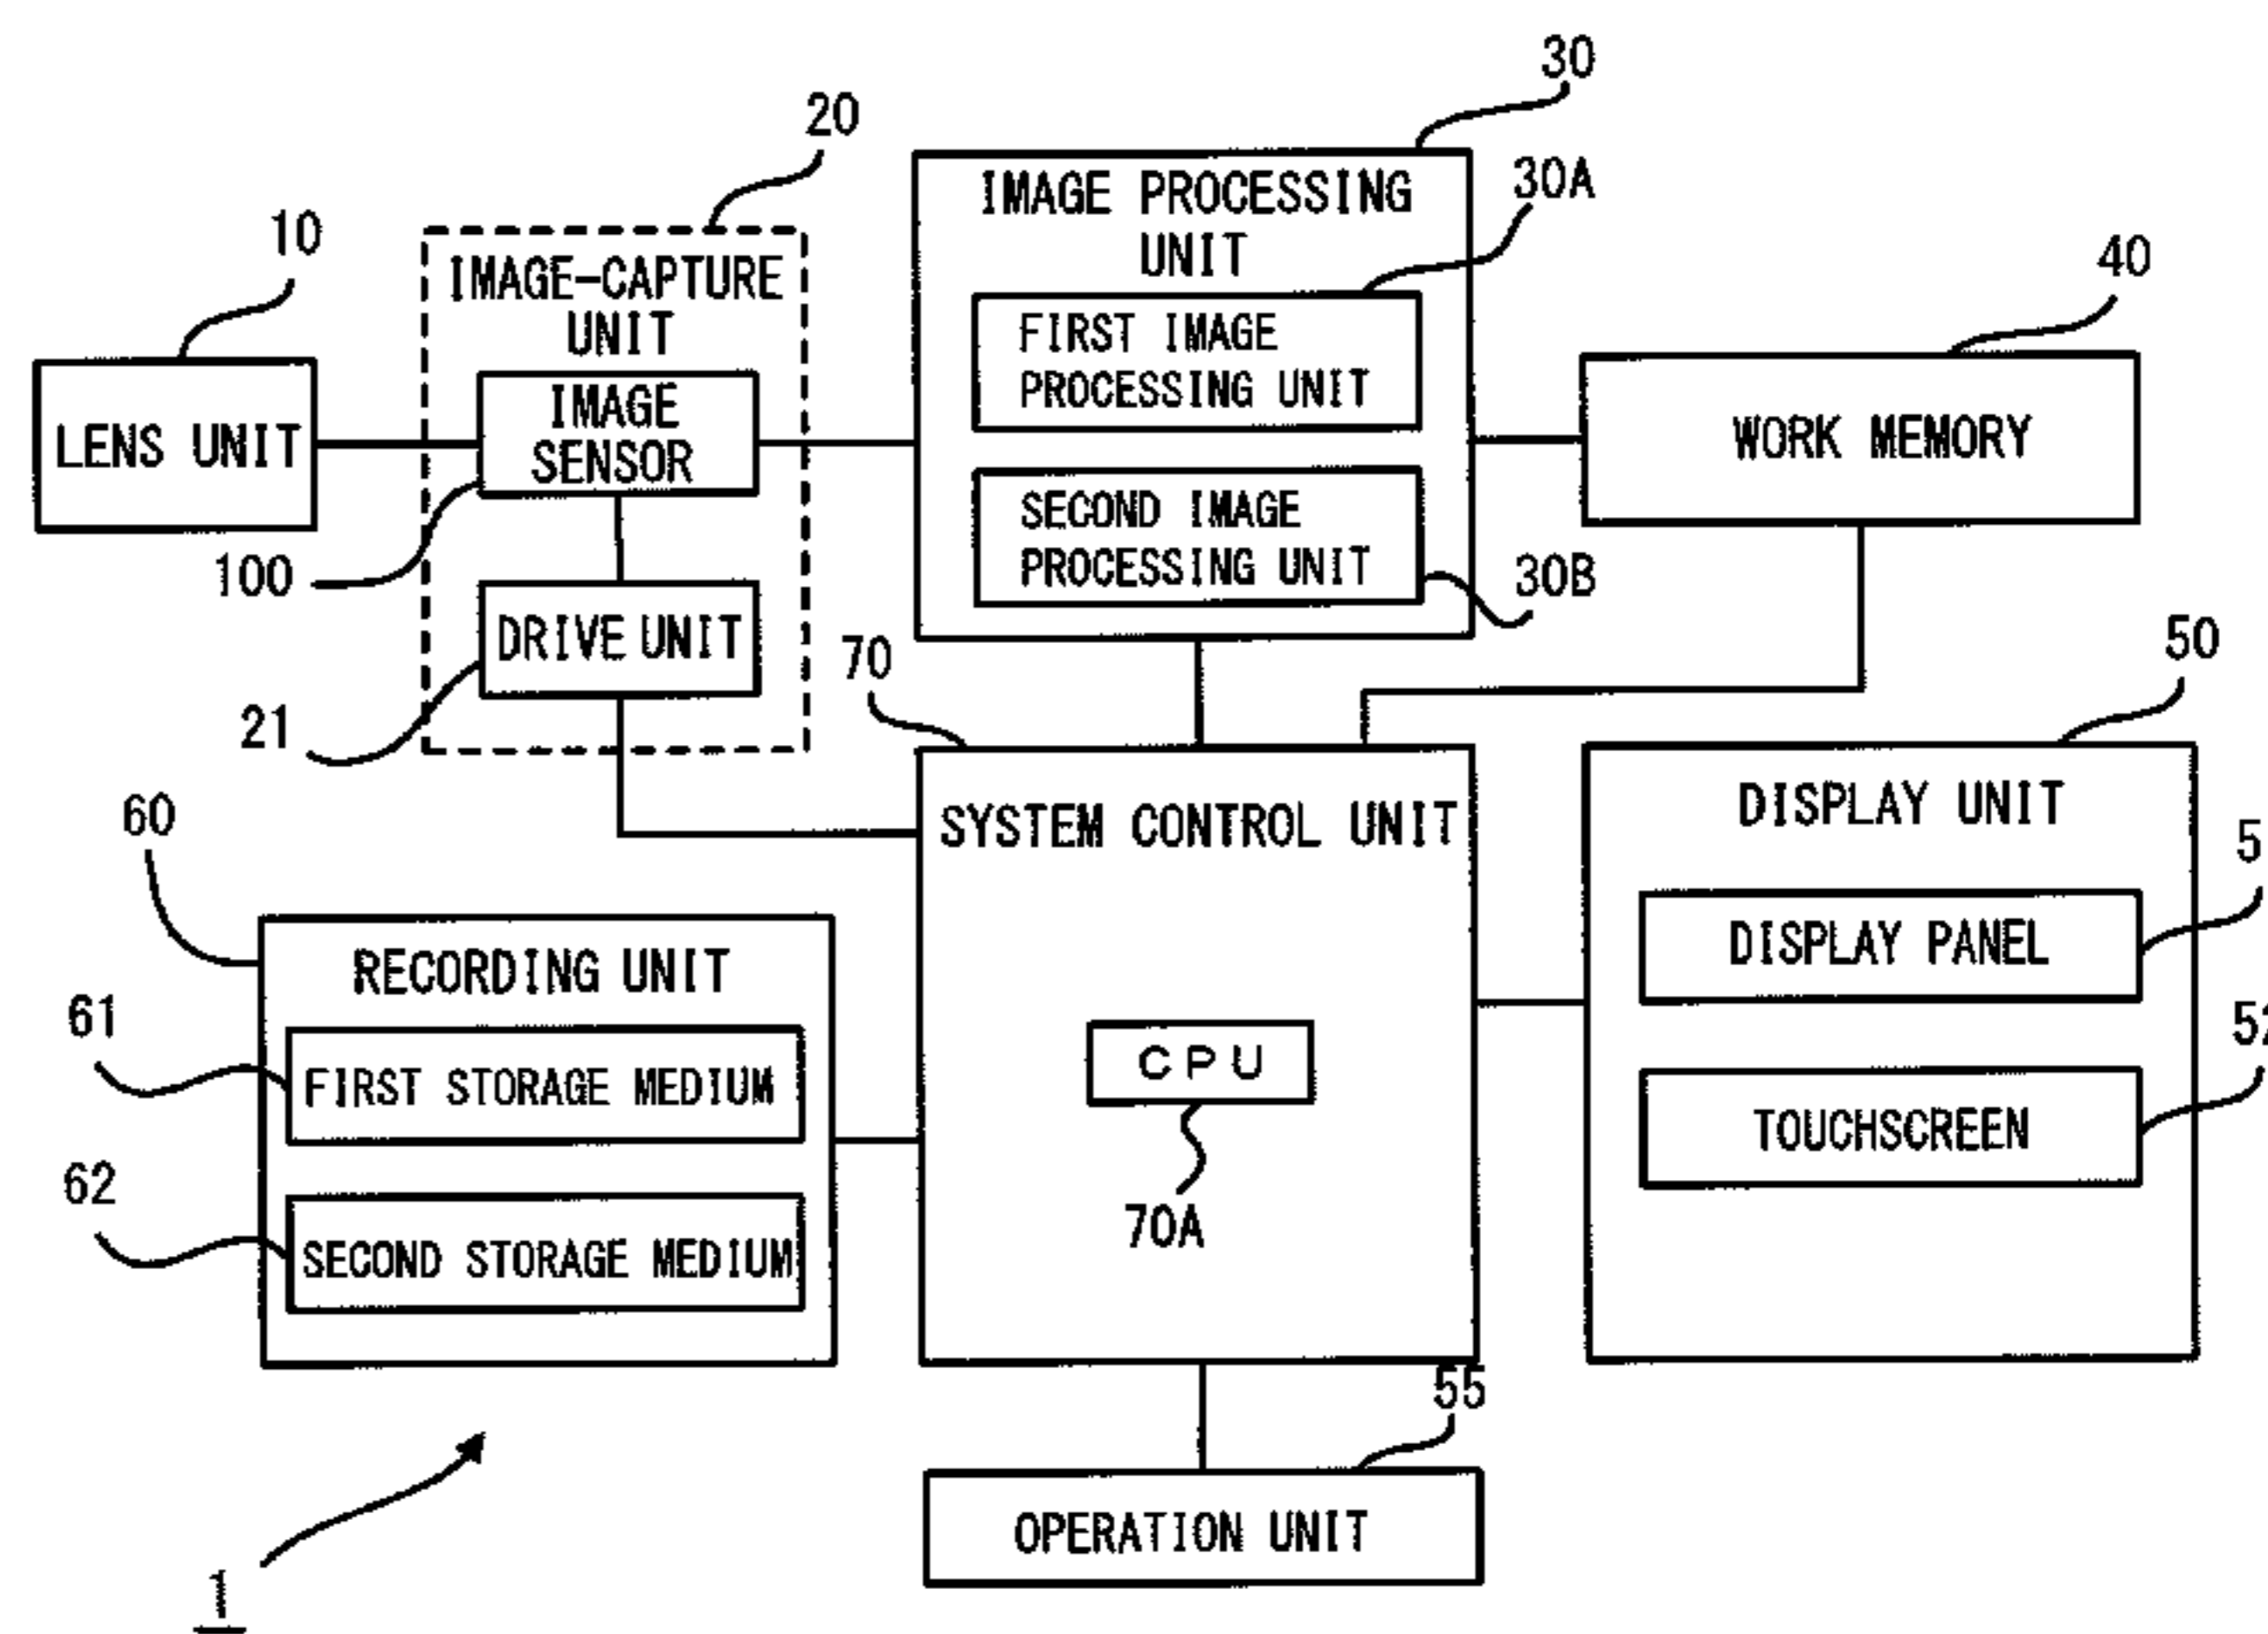 30
20
30A
IMAGE PROCESSING
UNIT
10
IMAGE-CAPTURE
UNIT
40
FIRST IMAGE
PROCESSING UNIT
LENS UNIT
IMAGE
SENSOR
WORK MEMORY
SECOND IMAGE
PROCESSING UNIT
100
30B
DRIVE UNIT
70
50
21
60
SYSTEM CONTROL UNIT
DISPLAY UNIT
5
RECORDING UNIT
DISPLAY PANEL
61
FIRST STORAGE MEDIUM
CPU
52
TOUCHSCREEN
62
SECOND STORAGE MEDIUM
70A
55
OPERATION UNIT
1